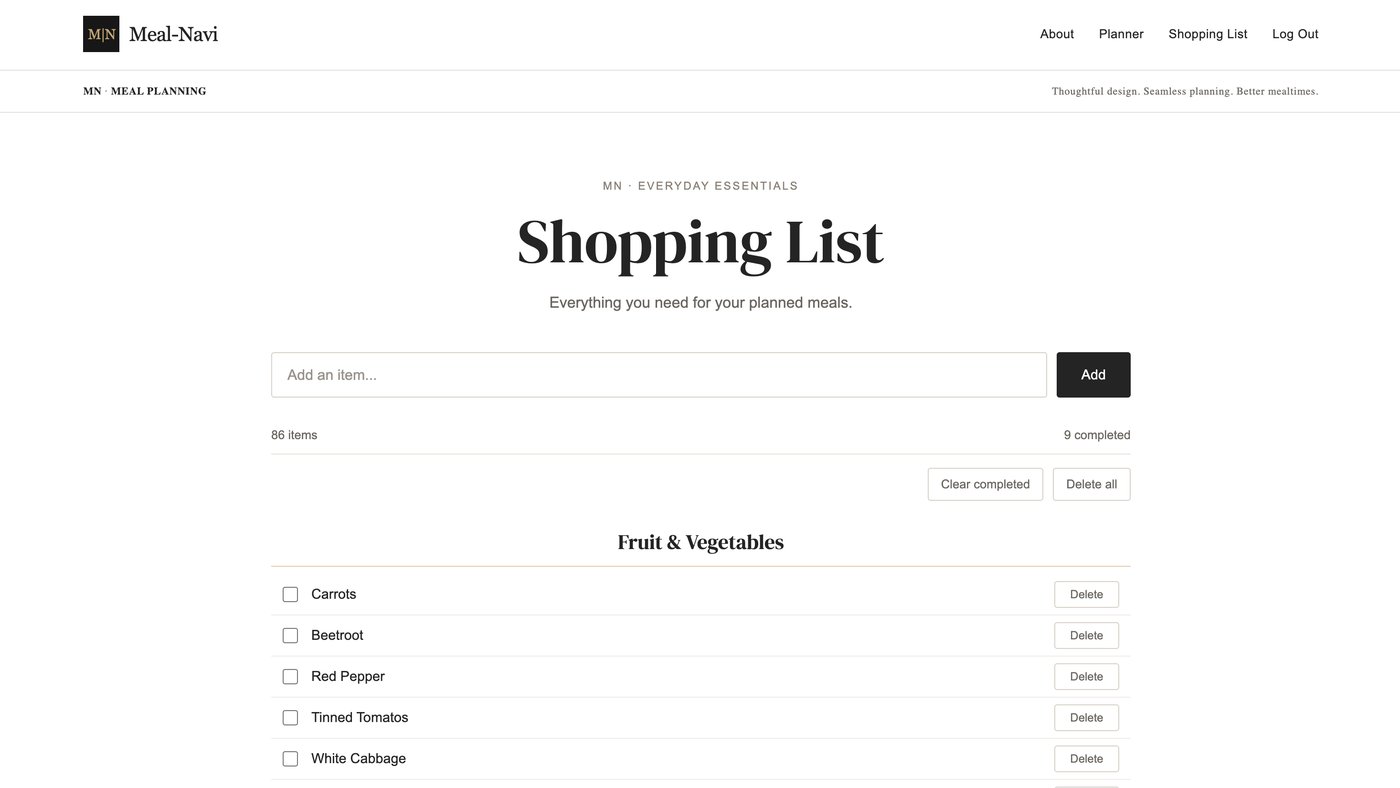 M|N Meal-Navi
About Planner Shopping List Log Out
MN · MEAL PLANNING
Thoughtful design. Seamless planning. Better mealtimes.
MN · EVERYDAY ESSENTIALS
Shopping List
Everything you need for your planned meals.
Add an item...
Add
86 items
9 completed
Clear completed
Delete all
Fruit & Vegetables
Carrots
Delete
Beetroot
Delete
Red Pepper
Delete
Tinned Tomatos
Delete
White Cabbage
Delete